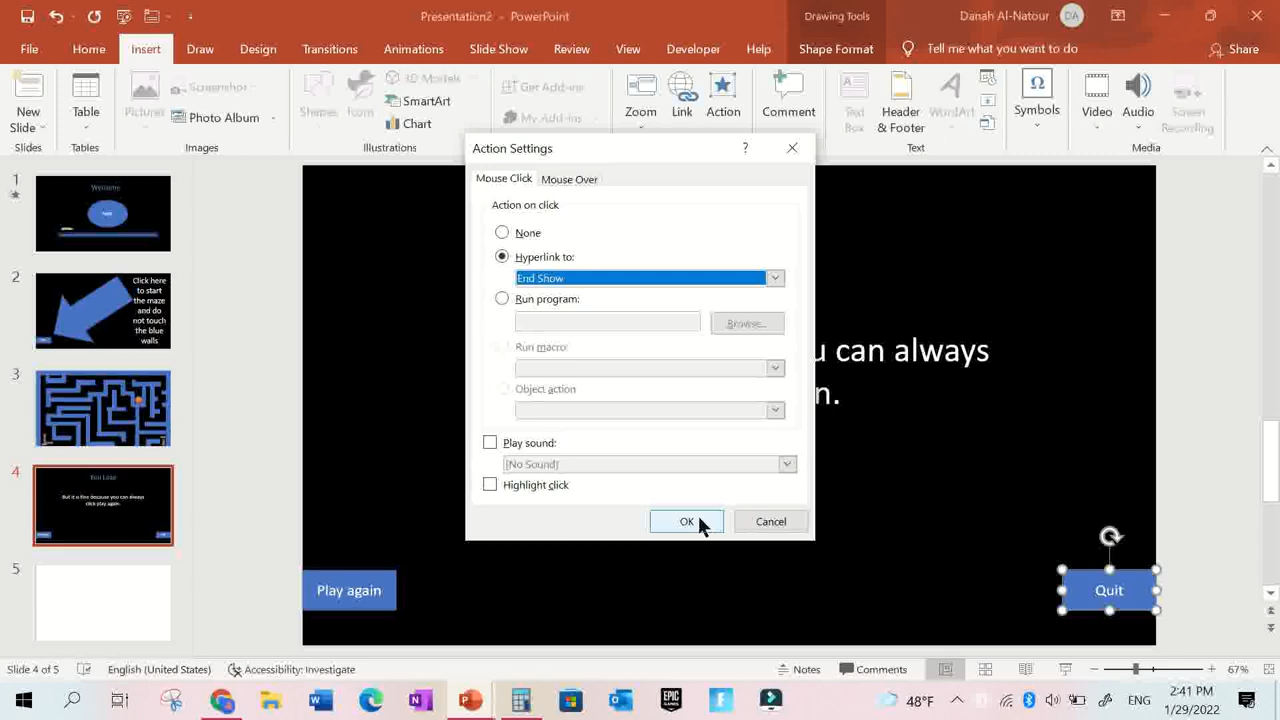 Presentation2 - PowerPoint
Drawing Tools
Danah Al-Natour
DA
File
Home
Insert
Draw
Design
Transitions
Animations
Slide Show
Review
View
Developer
Help
Shape Format
Tell me what you want to do
Share
New
Slide
Table
Pictures
Screenshot
Photo Album
Shapes
Icons
3D Models
SmartArt
Chart
Get Add-ins
My Add-ins
Zoom
Link
Action
Comment
Text
Box
Header
& Footer
WordArt
Symbols
Video
Audio
Screen
Recording
Slides
Tables
Images
Illustrations
Text
Media
Action Settings
?
Mouse Click
Mouse Over
Action on click
None
Hyperlink to:
End Show
Run program:
Browse...
Run macro:
Object action
Play sound:
[No Sound]
Highlight click
OK
Cancel
u can always
n.
Play again
Quit
1
Welcome
2
Click here
to start
the maze
and do
not touch
the blue
walls
3
4
You Lose
But it is fine because you can always
click play again.
5
Slide 4 of 5
English (United States)
Accessibility: Investigate
Notes
Comments
67%
48°F
ENG
2:41 PM
1/29/2022
EPIC
GAMES